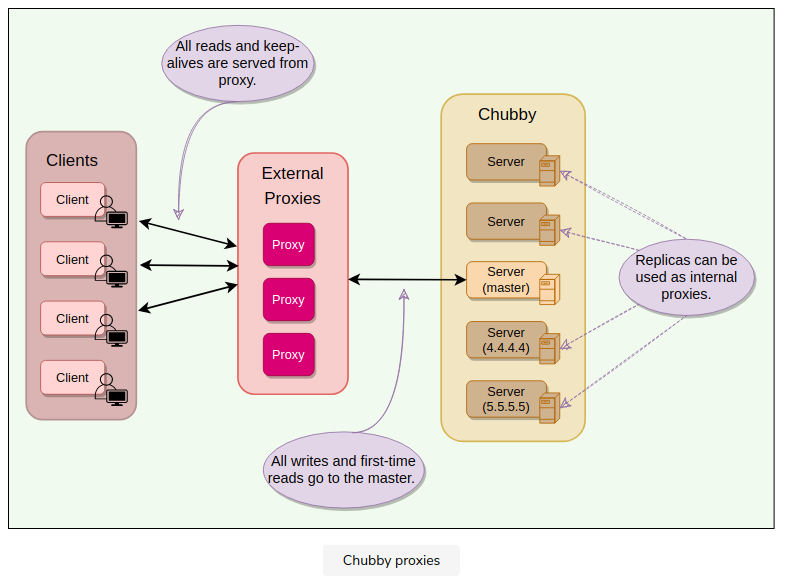 All reads and keep-
alives are served from
proxy.
Clients
Client
Client
Client
Client
External
Proxies
Proxy
Proxy
Proxy
Chubby
Server
Server
Server
(master)
Server
(4.4.4.4)
Server
(5.5.5.5)
Replicas can be
used as internal
proxies.
All writes and first-time
reads go to the master.
Chubby proxies